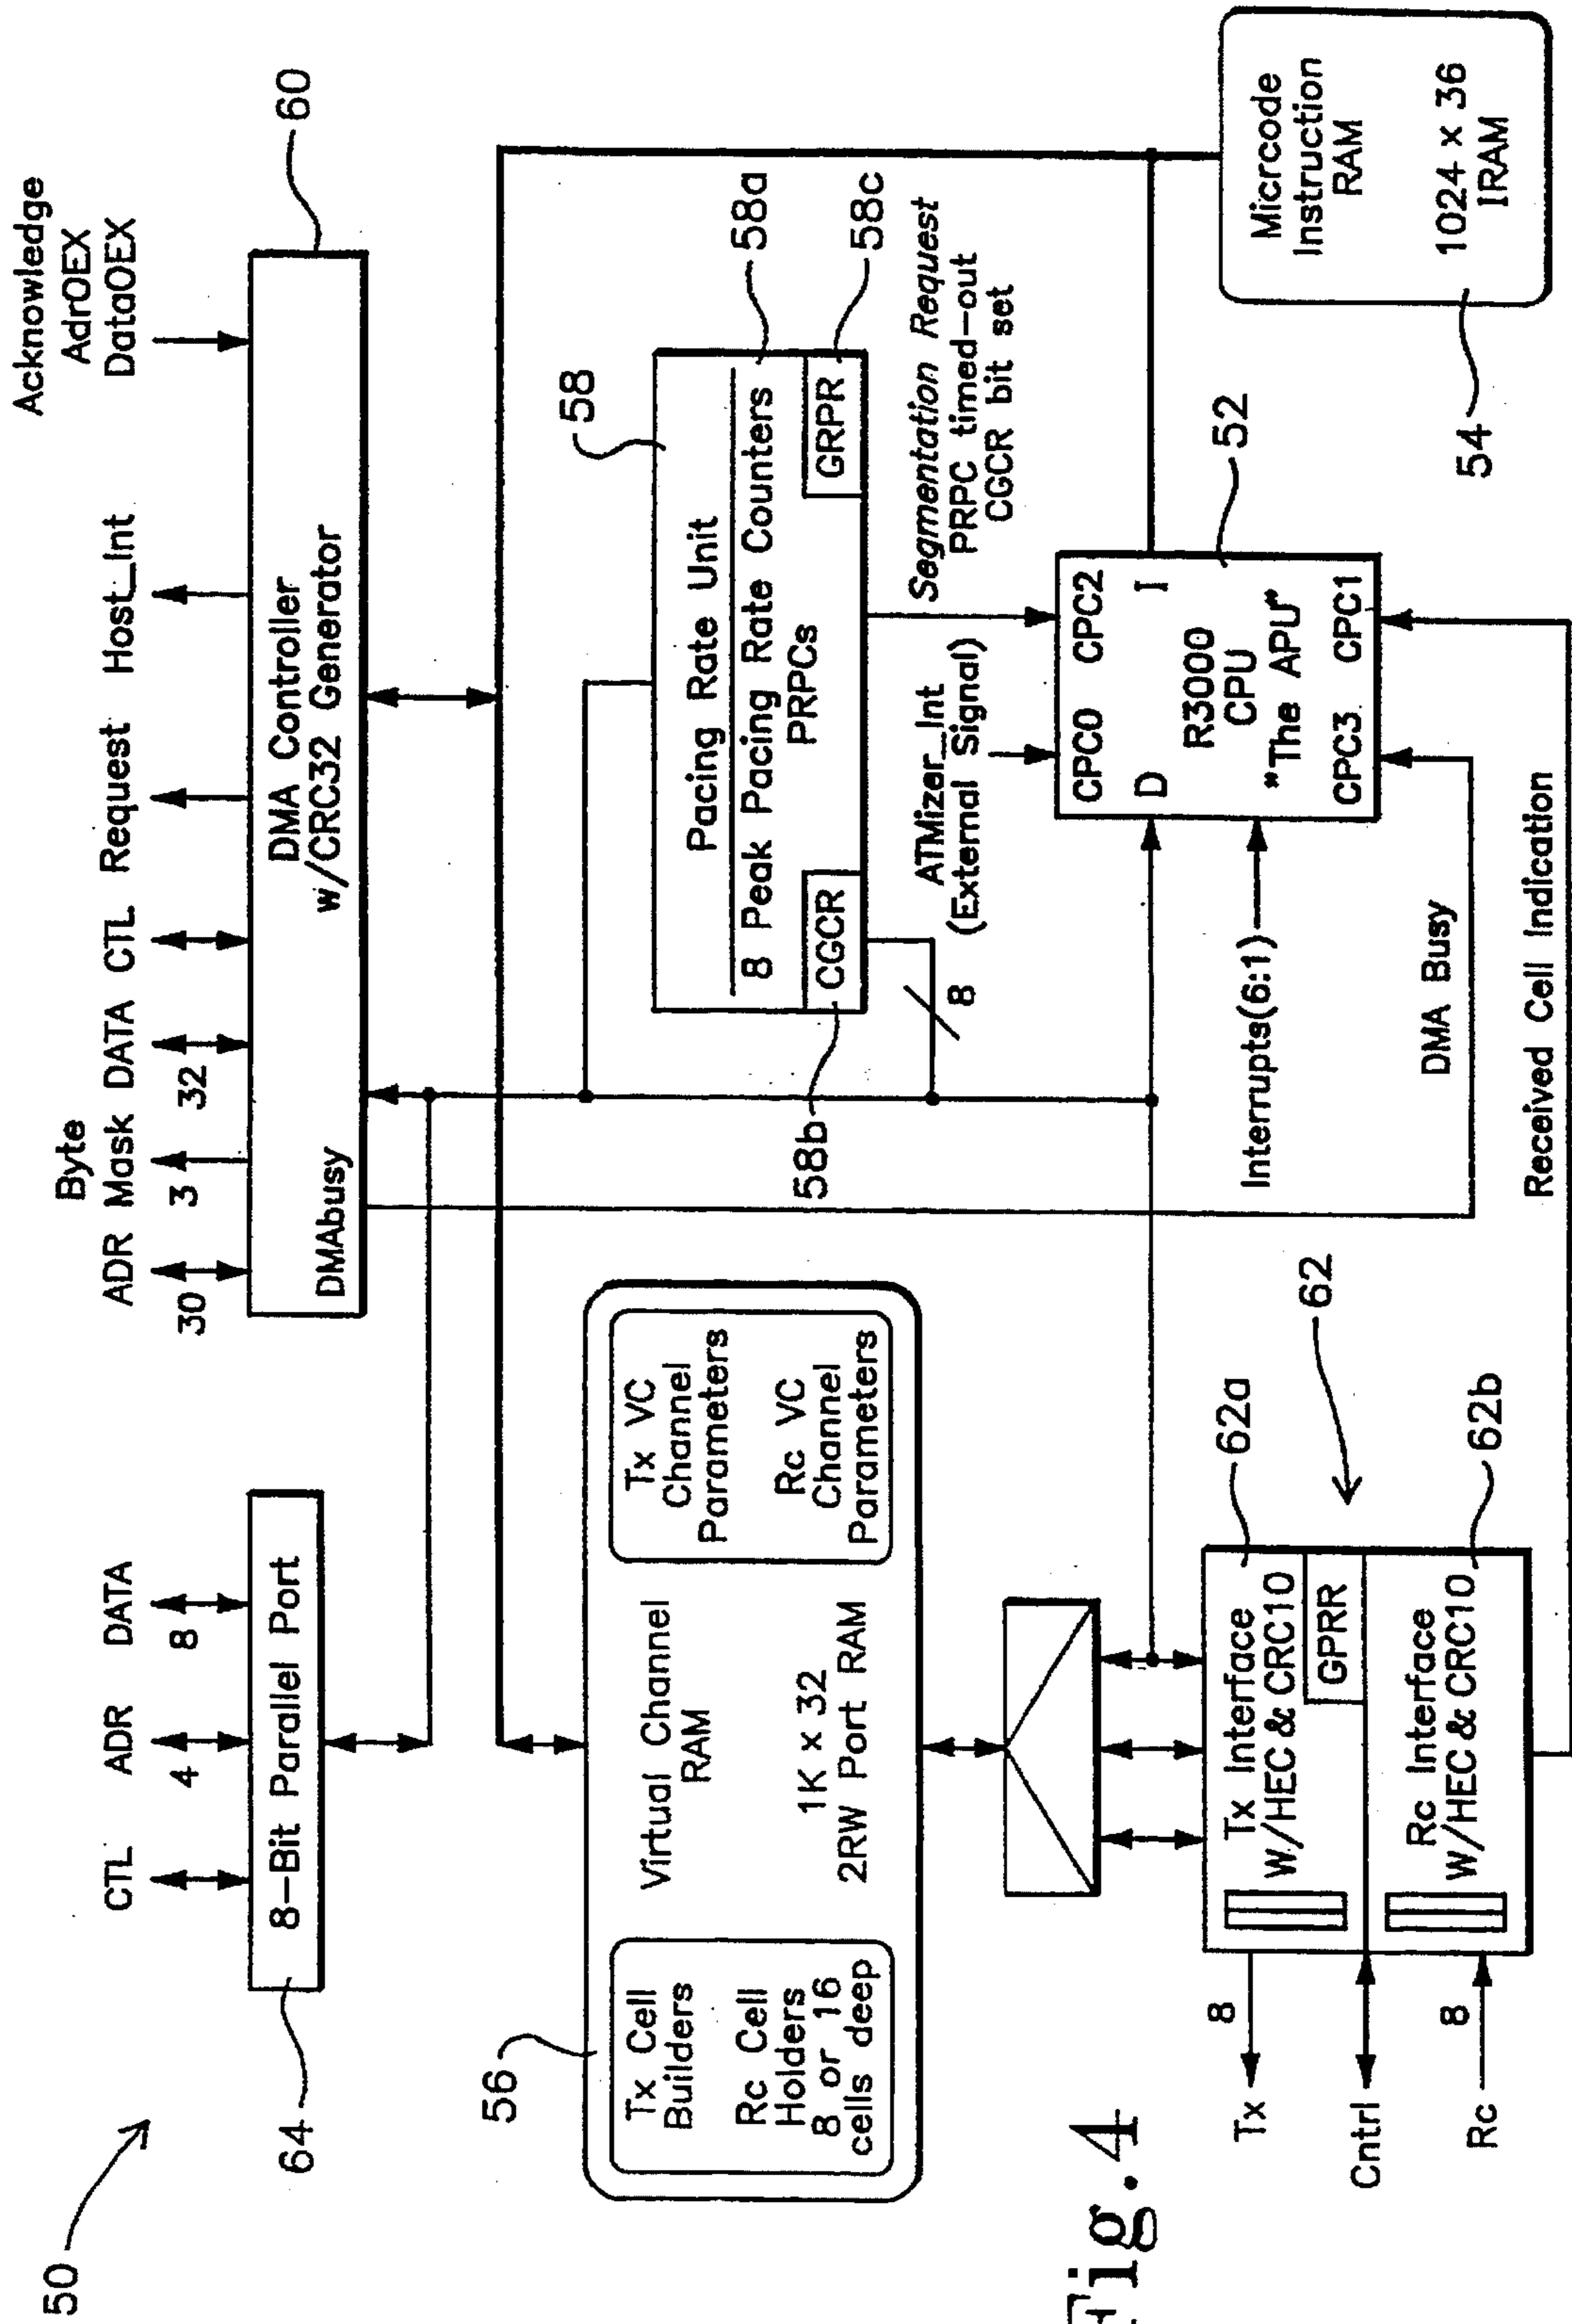 50
CTL
ADR
DATA
4
8
8-Bit Parallel Port
64
ADR
Byte
Mask
DATA
CTL
Request
Host_Int
Acknowledge
AdrOEX
DataOEX
30
3
32
DMA Controller
w/CRC32 Generator
DMAbusy
60
56
Tx Cell
Builders
Rc Cell
Holders
8 or 16
cells deep
Virtual Channel
RAM
1K x 32
2RW Port RAM
Tx VC
Channel
Parameters
Rc VC
Channel
Parameters
58
Pacing Rate Unit
8 Peak Pacing Rate Counters
PRPCs
CGCR
GRPR
58a
58b
58c
8
ATMizer_Int
(External Signal)
Segmentation Request
PRPC timed-out
CGCR bit set
CPC0
CPC2
D
I
R3000
CPU
"The APU"
CPC3
CPC1
52
Interrupts(6:1)
DMA Busy
Received Cell Indication
Micrcode
Instruction
RAM
1024 x 36
IRAM
54
62
62a
62b
Tx Interface
W/HEC & CRC10
GPRR
Rc Interface
W/HEC & CRC10
8
Tx
Cntrl
8
Rc
Fig.4